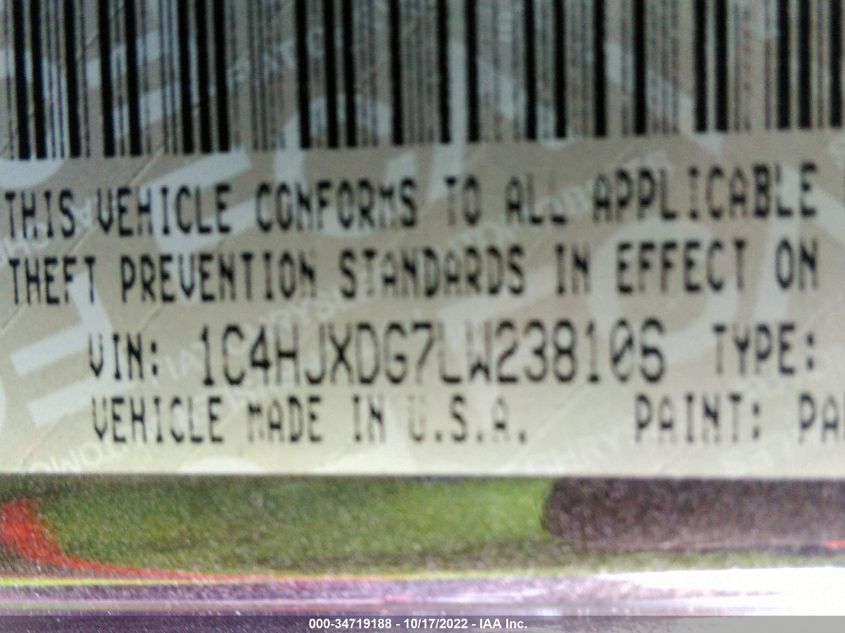 THIS VEHICLE CONFORMS TO ALL APPLICABLE
THEFT PREVENTION STANDARDS IN EFFECT ON
VIN: 1C4HJXDG7LW238106 TYPE:
VEHICLE MADE IN U.S.A. PAINT: PA
000-34719188 - 10/17/2022 - IAA Inc.